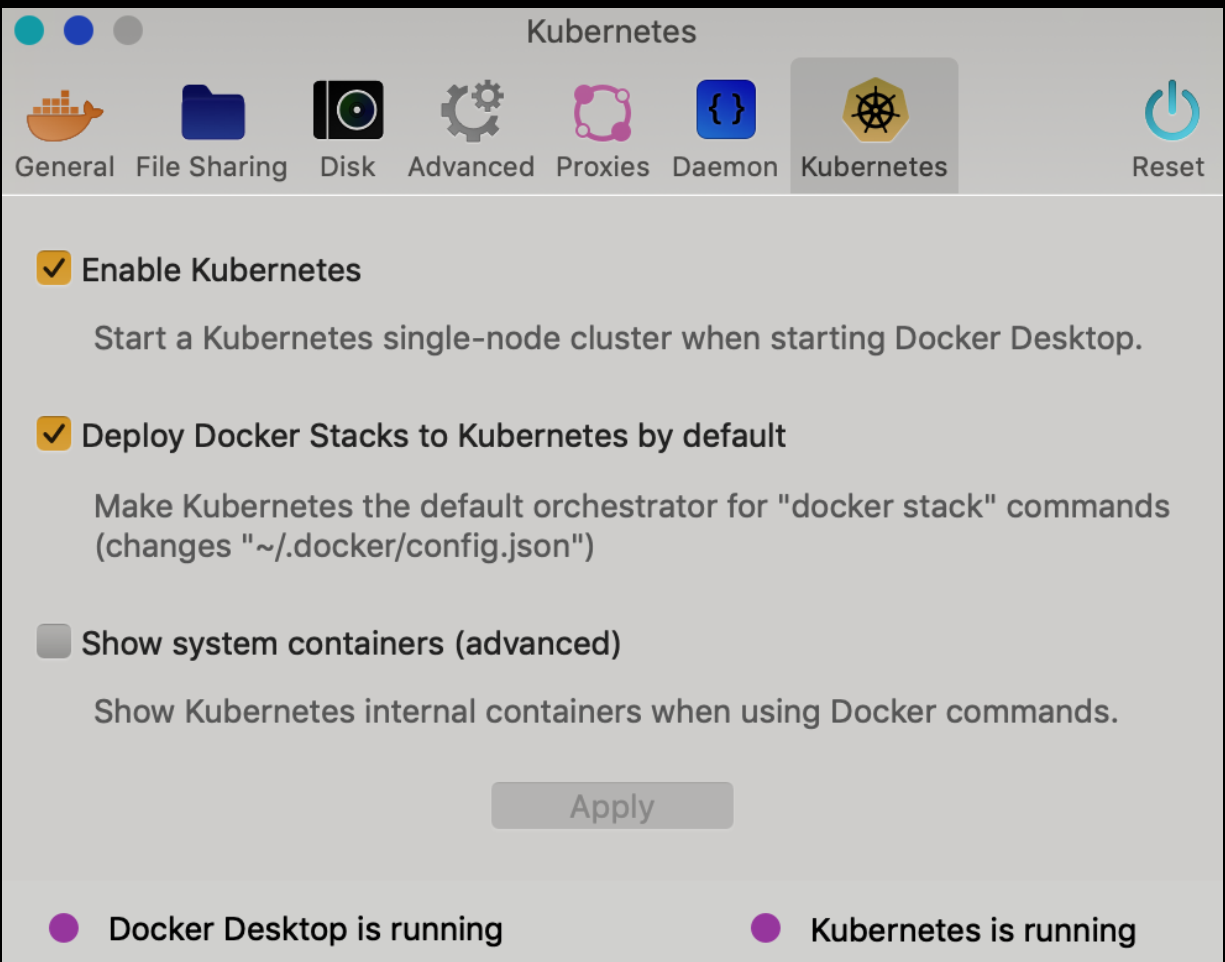 Kubernetes
General File Sharing Disk Advanced Proxies Daemon Kubernetes Reset
Enable Kubernetes
Start a Kubernetes single-node cluster when starting Docker Desktop.
Deploy Docker Stacks to Kubernetes by default
Make Kubernetes the default orchestrator for "docker stack" commands
(changes "~/.docker/config.json")
Show system containers (advanced)
Show Kubernetes internal containers when using Docker commands.
Apply
Docker Desktop is running Kubernetes is running